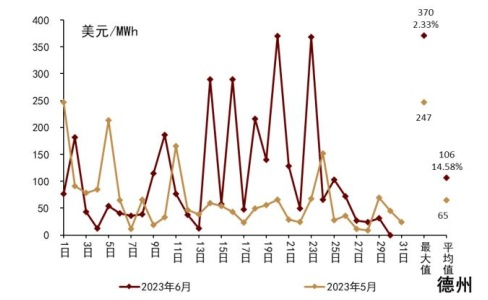 美元/MWh
400
350
300
250
200
150
100
50
0
370
2.33%
247
106
14.58%
65
1日
3日
5日
7日
9日
11日
13日
15日
17日
19日
21日
23日
25日
27日
29日
31日
最大值
平均值
2023年6月
2023年5月
德州